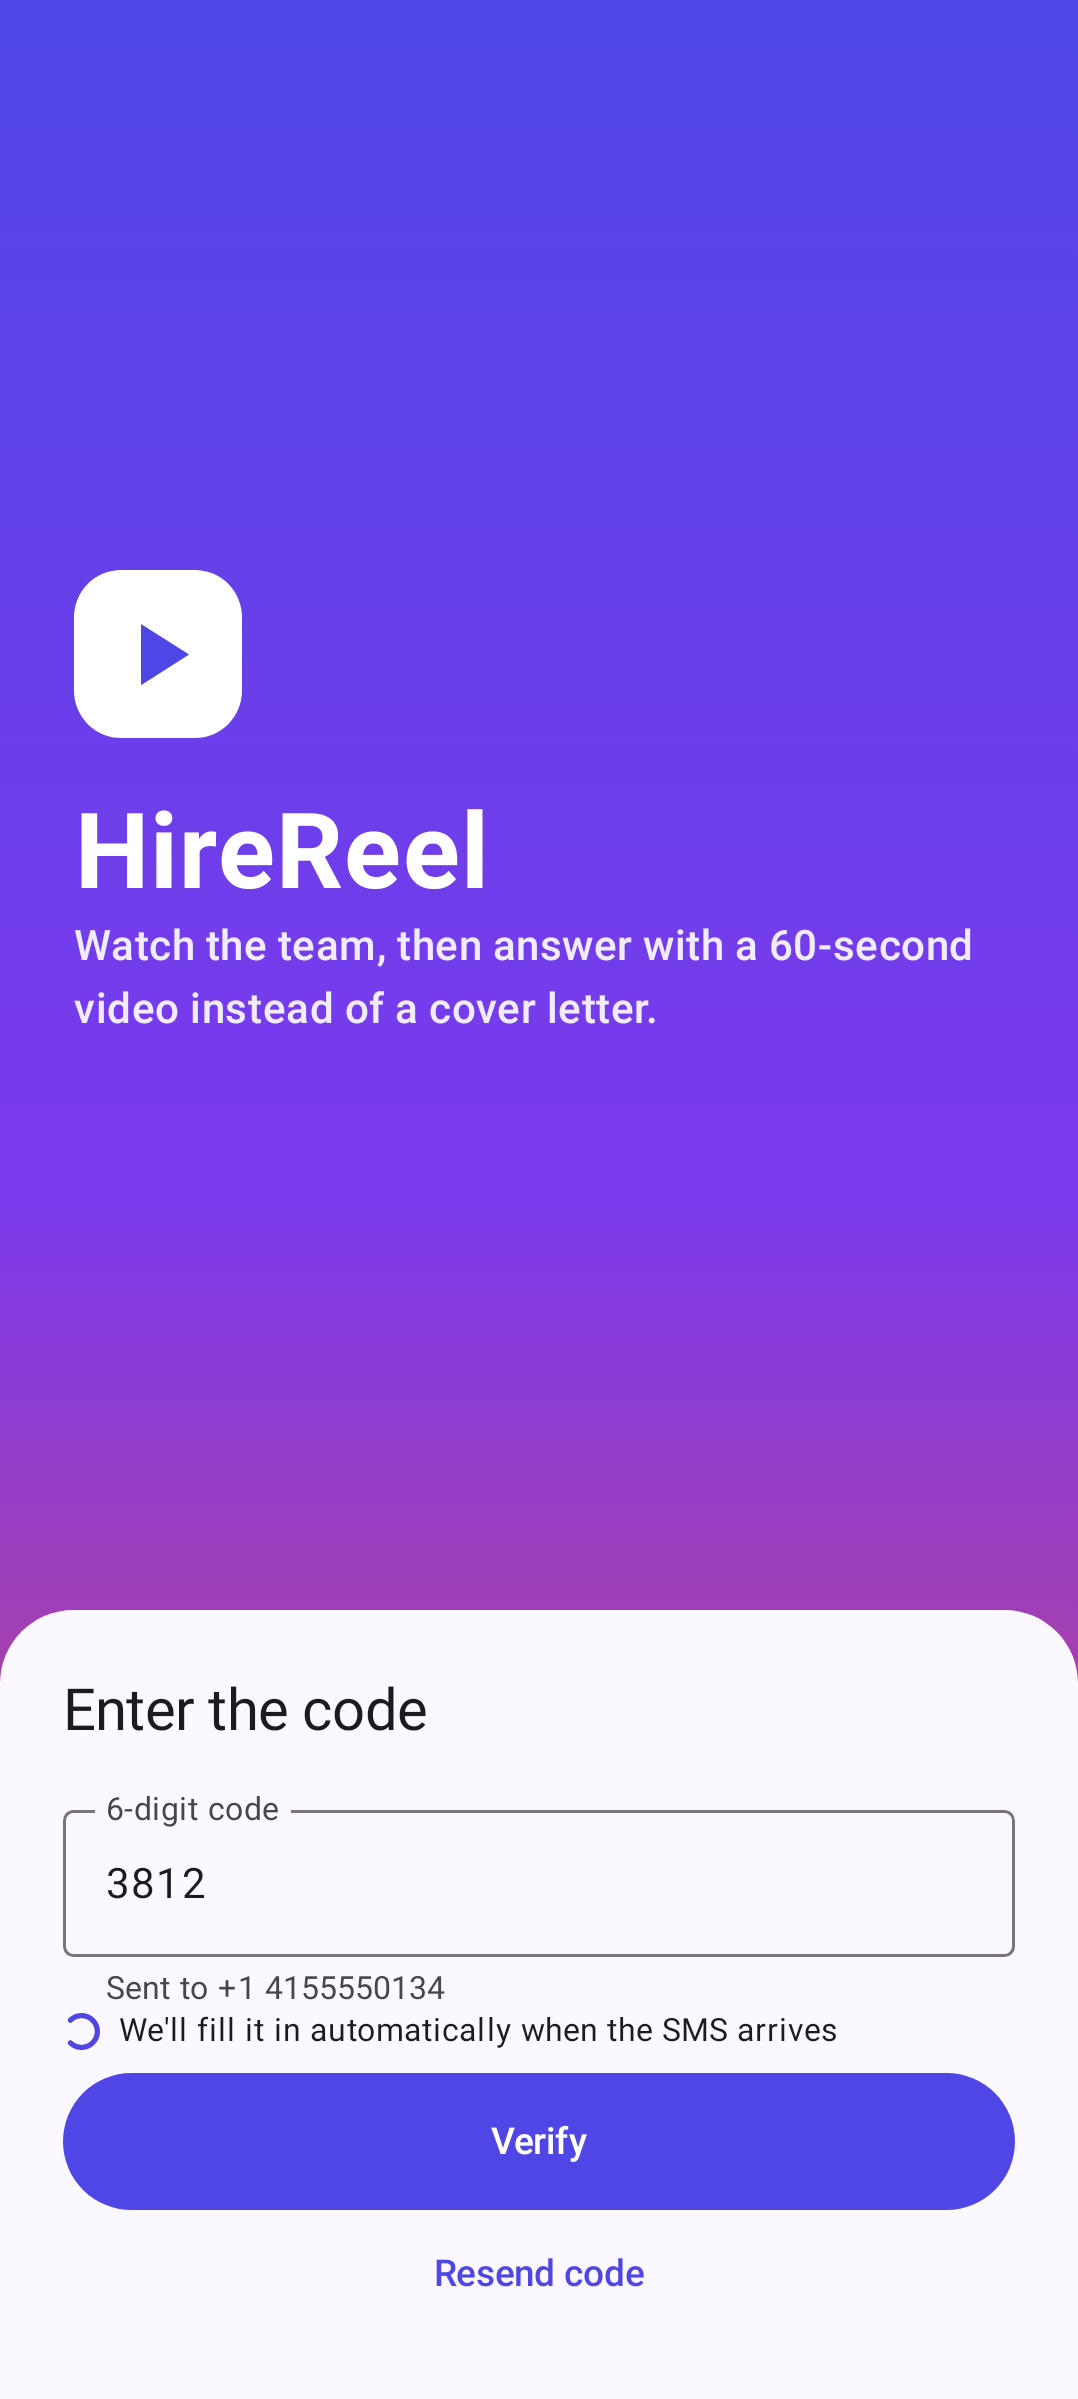 HireReel
Watch the team, then answer with a 60-second
video instead of a cover letter.
Enter the code
6-digit code
3812
Sent to +1 4155550134
We'll fill it in automatically when the SMS arrives
Verify
Resend code